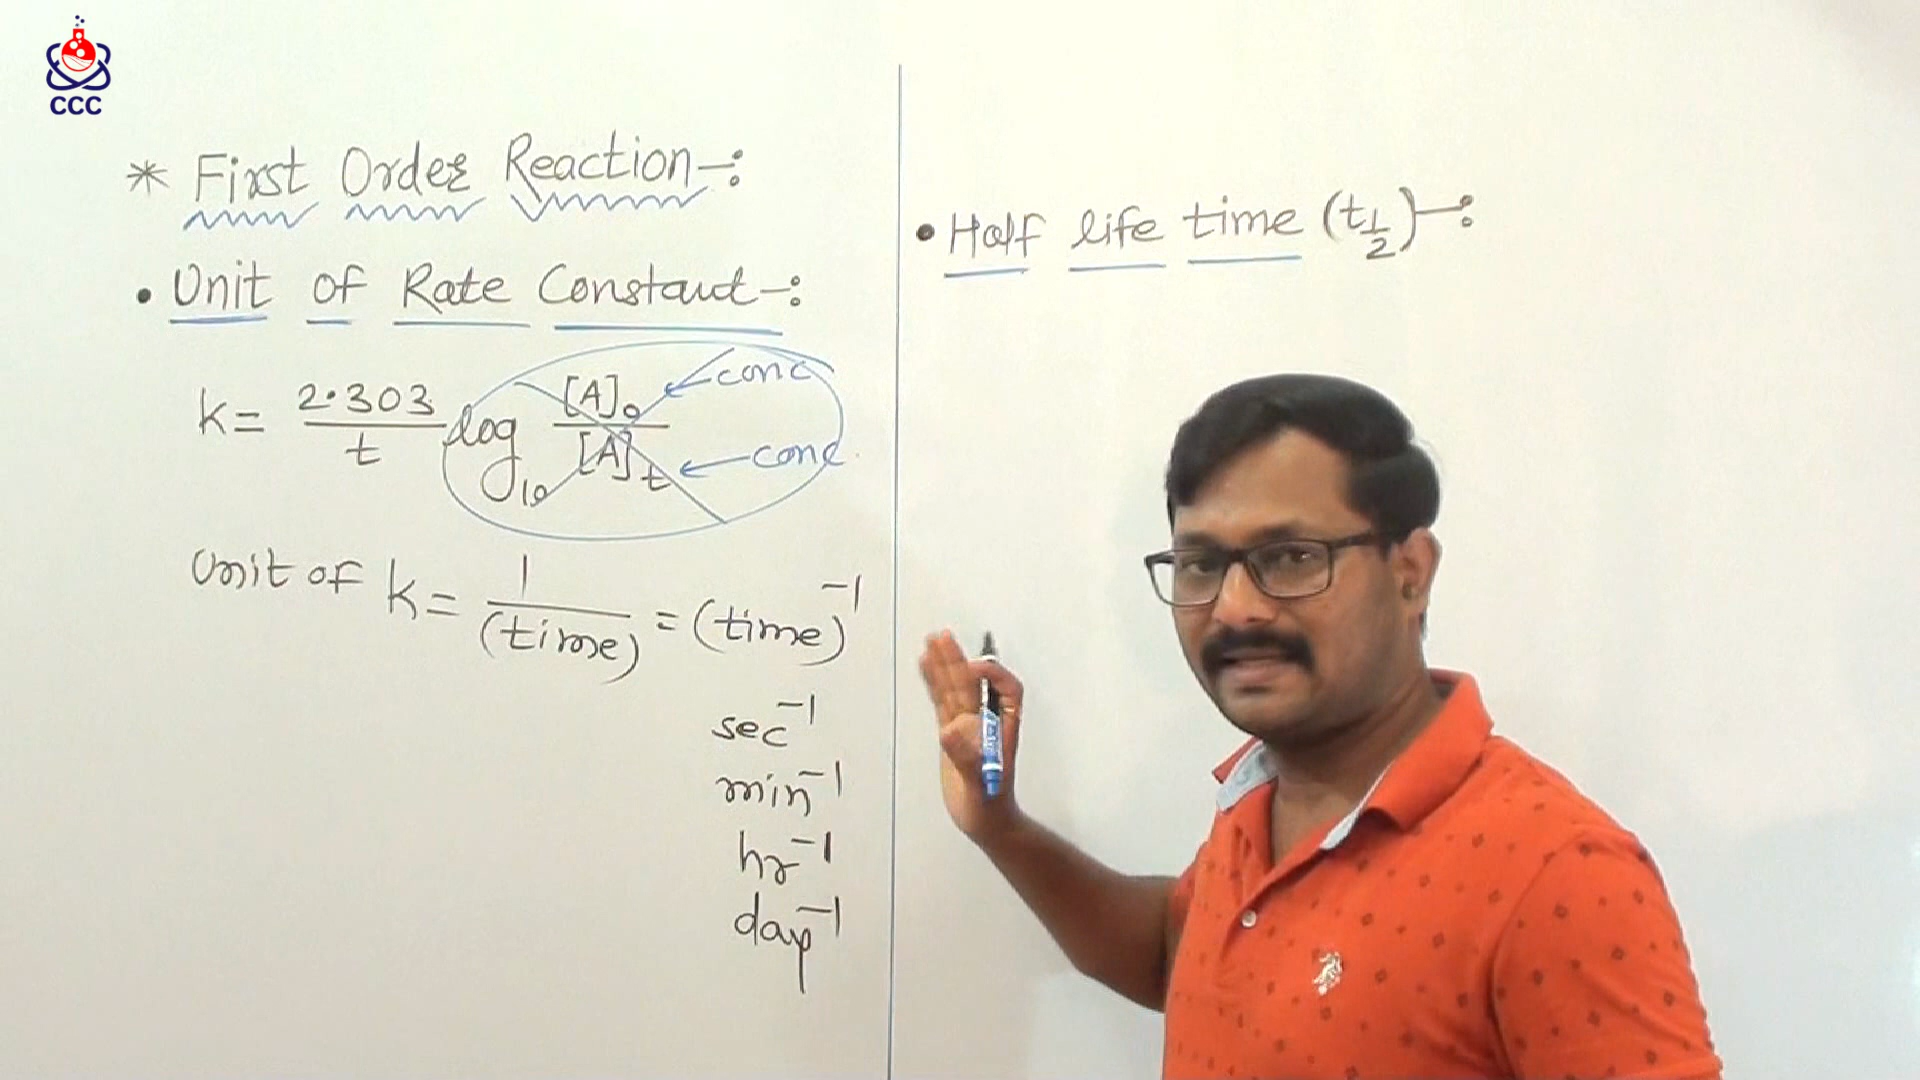 CCC
* First Order Reaction-:
• Unit of Rate Constant-:
k = 2.303/t log₁₀ [A]₀/[A]t
conc
conc
Unit of k = 1/(time) = (time)⁻¹
sec⁻¹
min⁻¹
hr⁻¹
day⁻¹
• Half life time (t½)-: